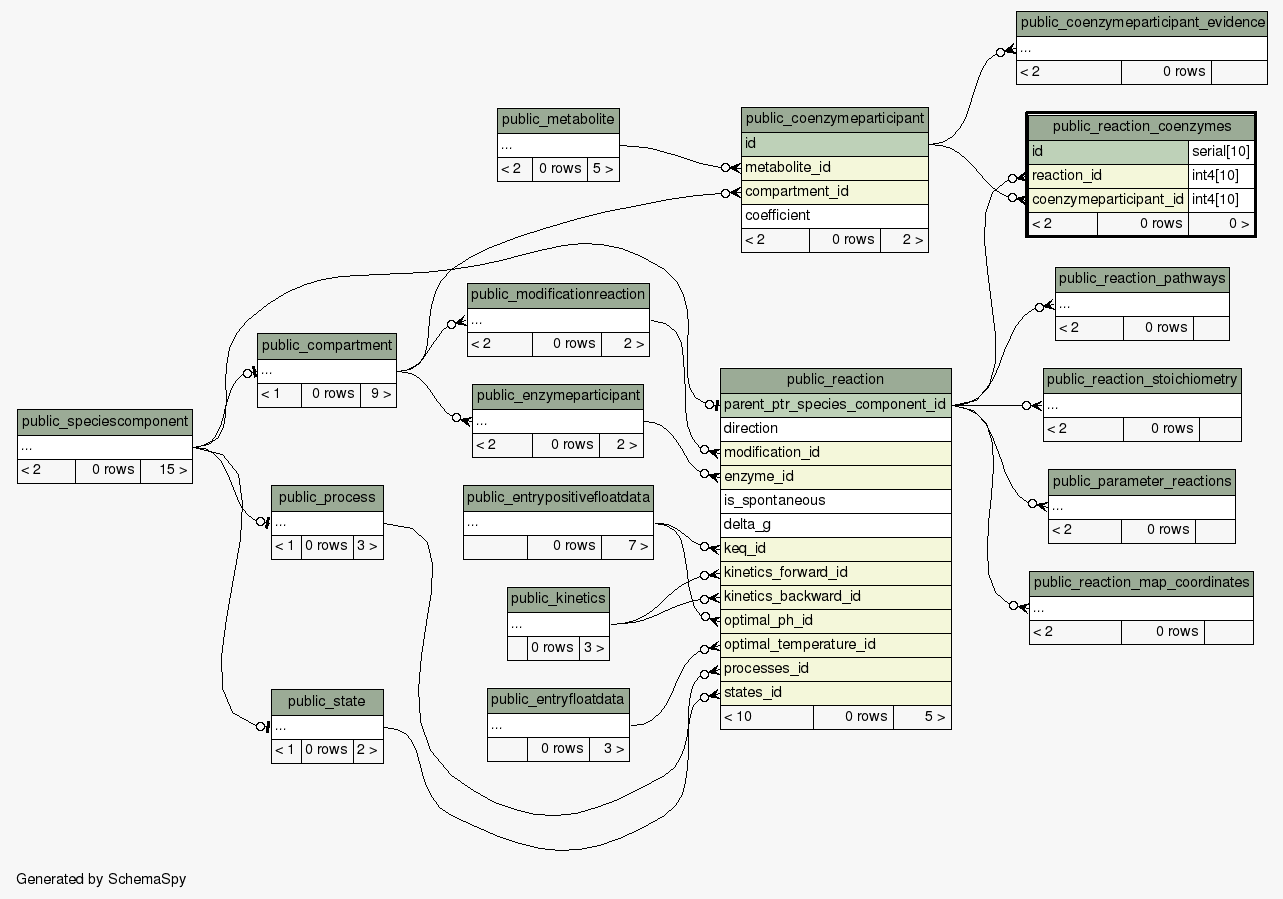 public_coenzymeparticipant_evidence
...
< 2 0 rows
public_metabolite
...
< 2 0 rows 5 >
public_coenzymeparticipant
id
metabolite_id
compartment_id
coefficient
< 2 0 rows 2 >
public_reaction_coenzymes
id serial[10]
reaction_id int4[10]
coenzymeparticipant_id int4[10]
< 2 0 rows 0 >
public_reaction_pathways
...
< 2 0 rows
public_modificationreaction
...
< 2 0 rows 2 >
public_compartment
...
< 1 0 rows 9 >
public_enzymeparticipant
...
< 2 0 rows 2 >
public_speciescomponent
...
< 2 0 rows 15 >
public_process
...
< 1 0 rows 3 >
public_entrypositivefloatdata
...
0 rows 7 >
public_kinetics
...
0 rows 3 >
public_state
...
< 1 0 rows 2 >
public_entryfloatdata
...
0 rows 3 >
public_reaction
parent_ptr_species_component_id
direction
modification_id
enzyme_id
is_spontaneous
delta_g
keq_id
kinetics_forward_id
kinetics_backward_id
optimal_ph_id
optimal_temperature_id
processes_id
states_id
< 10 0 rows 5 >
public_reaction_stoichiometry
...
< 2 0 rows
public_parameter_reactions
...
< 2 0 rows
public_reaction_map_coordinates
...
< 2 0 rows
Generated by SchemaSpy